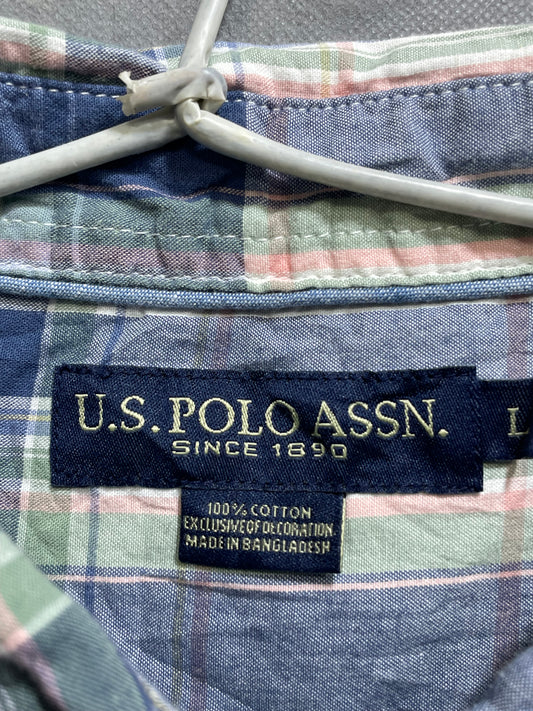 U.S. POLO ASSN.
SINCE 1890
L
100% COTTON
EXCLUSIVE OF DECORATION
MADE IN BANGLADESH